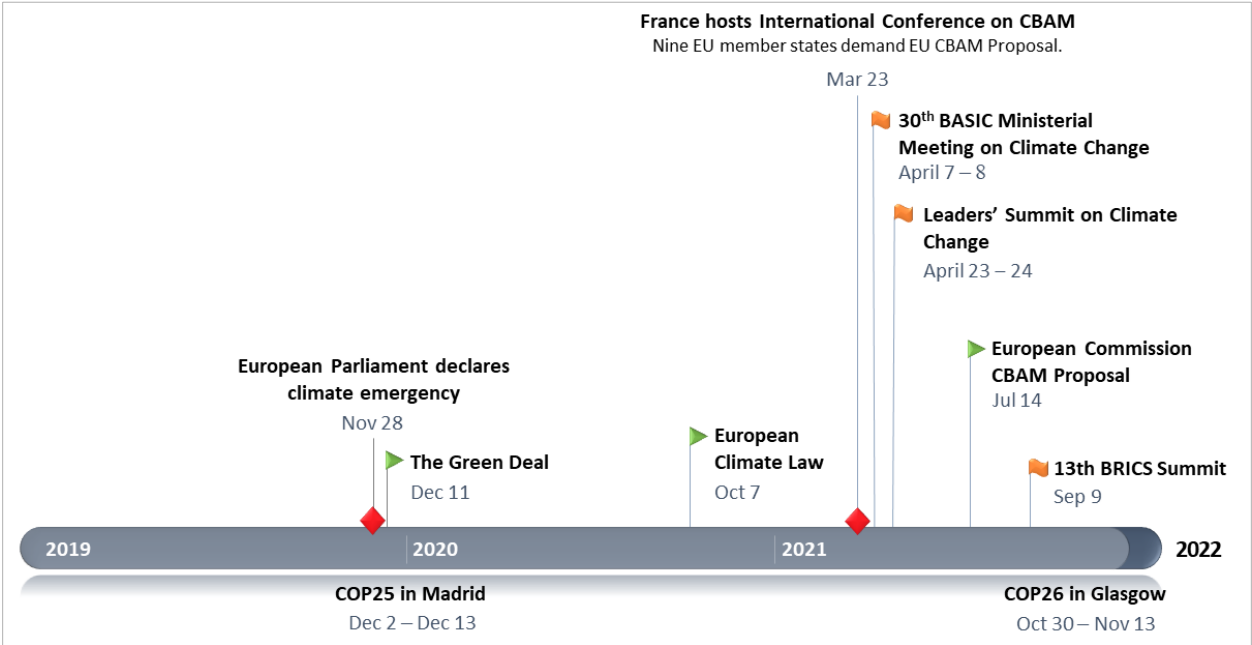 France hosts International Conference on CBAM
Nine EU member states demand EU CBAM Proposal.
Mar 23
30th BASIC Ministerial
Meeting on Climate Change
April 7 – 8
Leaders’ Summit on Climate
Change
April 23 – 24
European Commission
CBAM Proposal
Jul 14
European Parliament declares
climate emergency
Nov 28
The Green Deal
Dec 11
European
Climate Law
Oct 7
13th BRICS Summit
Sep 9
2019
2020
2021
2022
COP25 in Madrid
Dec 2 – Dec 13
COP26 in Glasgow
Oct 30 – Nov 13